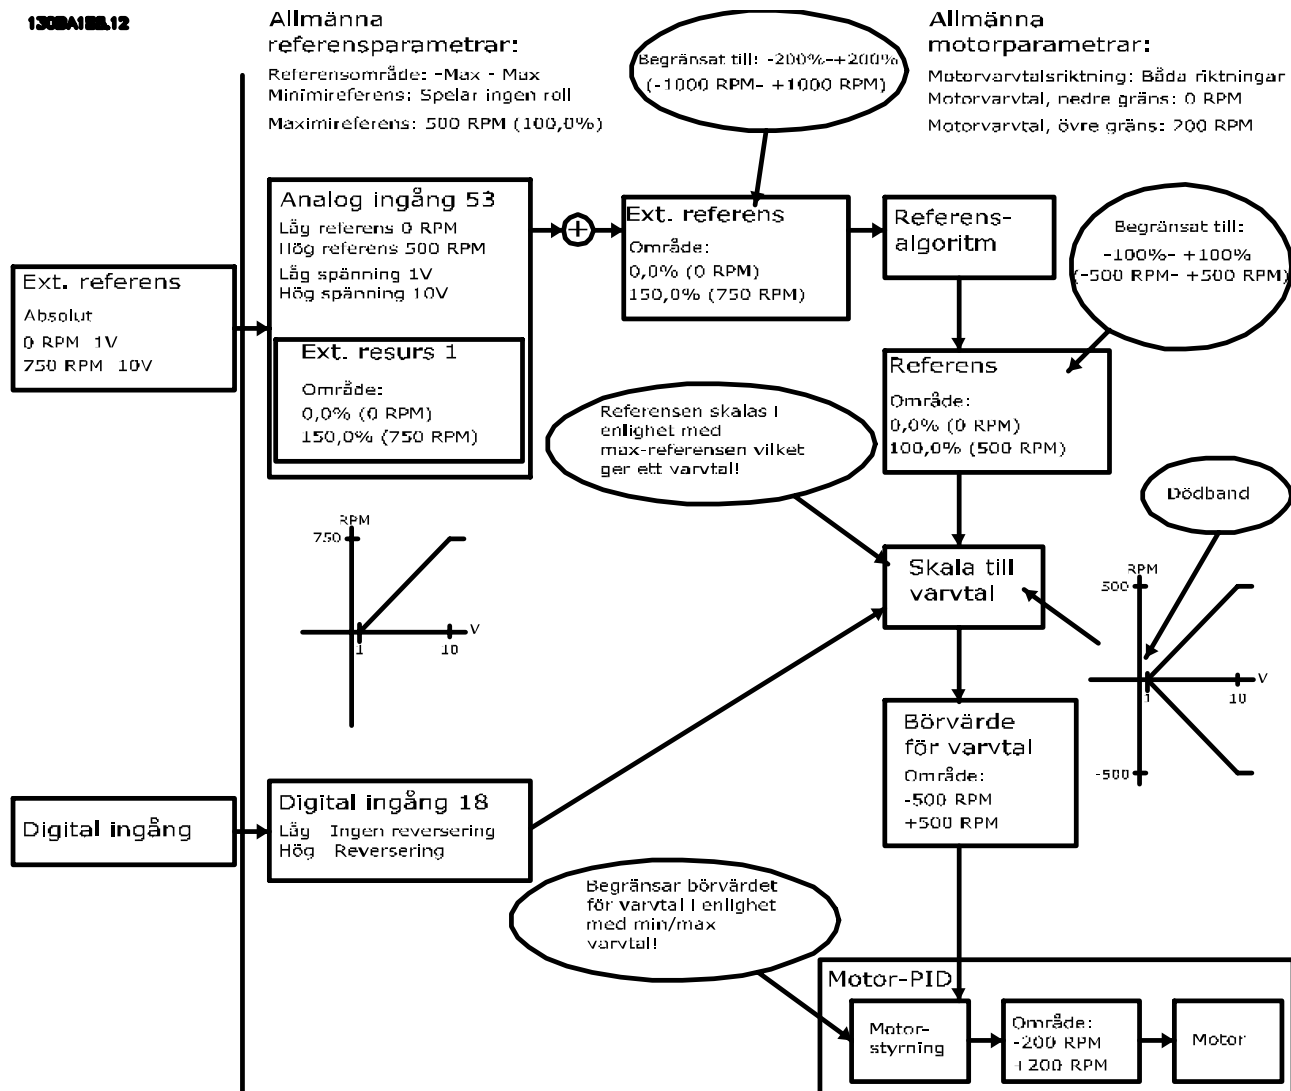 130BA188.12
Allmänna
referensparametrar:
Referensområde: -Max - Max
Minimireferens: Spelar ingen roll
Maximireferens: 500 RPM (100,0%)
Begränsat till: -200%-+200%
(-1000 RPM- +1000 RPM)
Allmänna
motorparametrar:
Motorvarvtalsriktning: Båda riktningar
Motorvarvtal, nedre gräns: 0 RPM
Motorvarvtal, övre gräns: 200 RPM
Ext. referens
Absolut
0 RPM 1V
750 RPM 10V
Analog ingång 53
Låg referens 0 RPM
Hög referens 500 RPM
Låg spänning 1V
Hög spänning 10V
Ext. resurs 1
Område:
0,0% (0 RPM)
150,0% (750 RPM)
+
Ext. referens
Område:
0,0% (0 RPM)
150,0% (750 RPM)
Referens-
algoritm
Begränsat till:
-100%- +100%
(-500 RPM- +500 RPM)
Referens
Område:
0,0% (0 RPM)
100,0% (500 RPM)
Referensen skalas i
enlighet med
max-referensen vilket
ger ett varvtal!
Dödband
RPM
750
V
1
10
Skala till
varvtal
RPM
500
V
1
10
-500
Börvärde
för varvtal
Område:
-500 RPM
+500 RPM
Digital ingång
Digital ingång 18
Låg Ingen reversering
Hög Reversering
Begränsar börvärdet
för varvtal i enlighet
med min/max
varvtal!
Motor-PID
Motor-
styrning
Område:
-200 RPM
+200 RPM
Motor